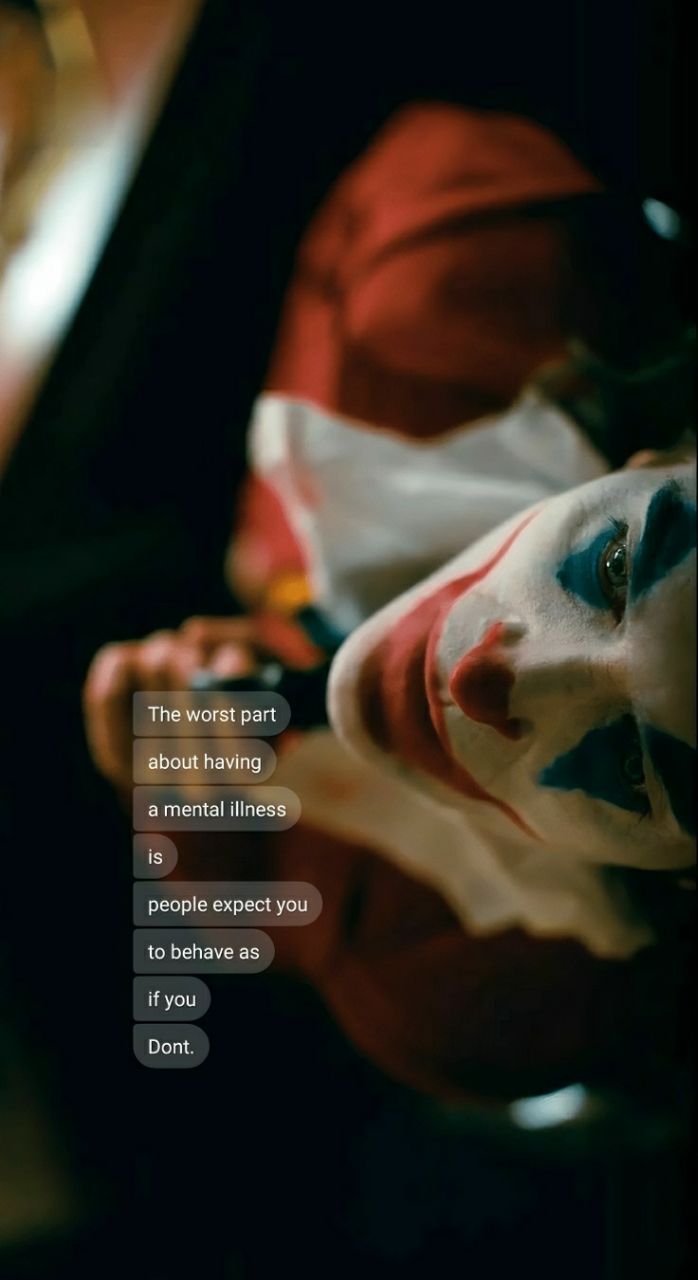 The worst part
about having
a mental illness
is
people expect you
to behave as
if you
Dont.